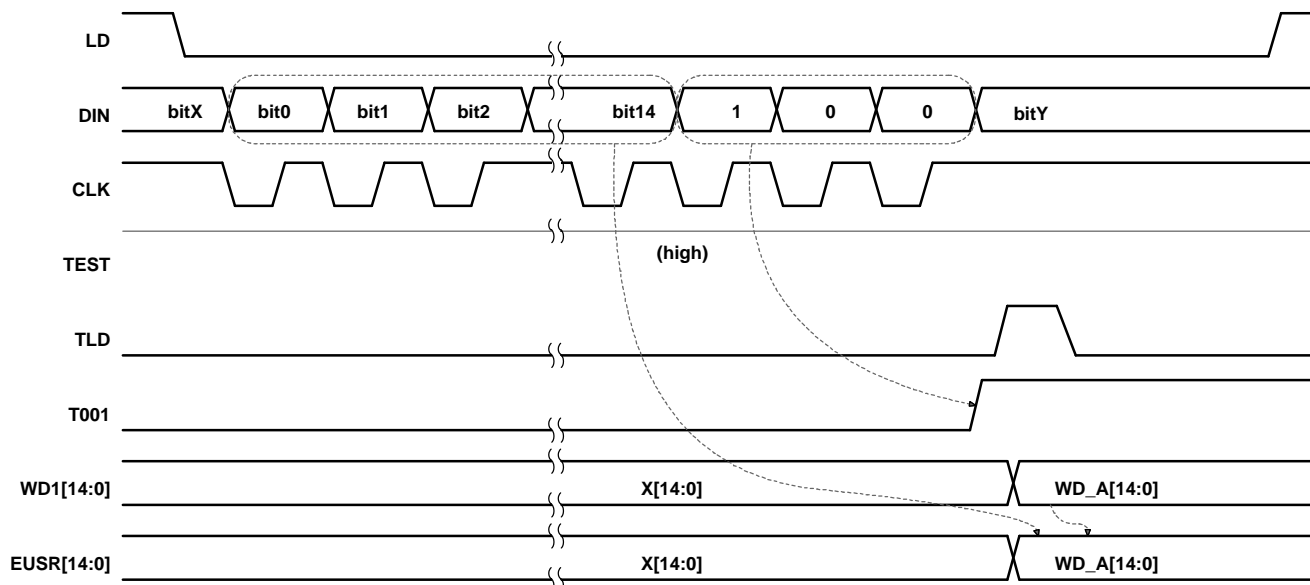 LD
DIN bitX bit0 bit1 bit2 bit14 1 0 0 bitY
CLK
(high)
TEST
TLD
T001
WD1[14:0] X[14:0] WD_A[14:0]
EUSR[14:0] X[14:0] WD_A[14:0]